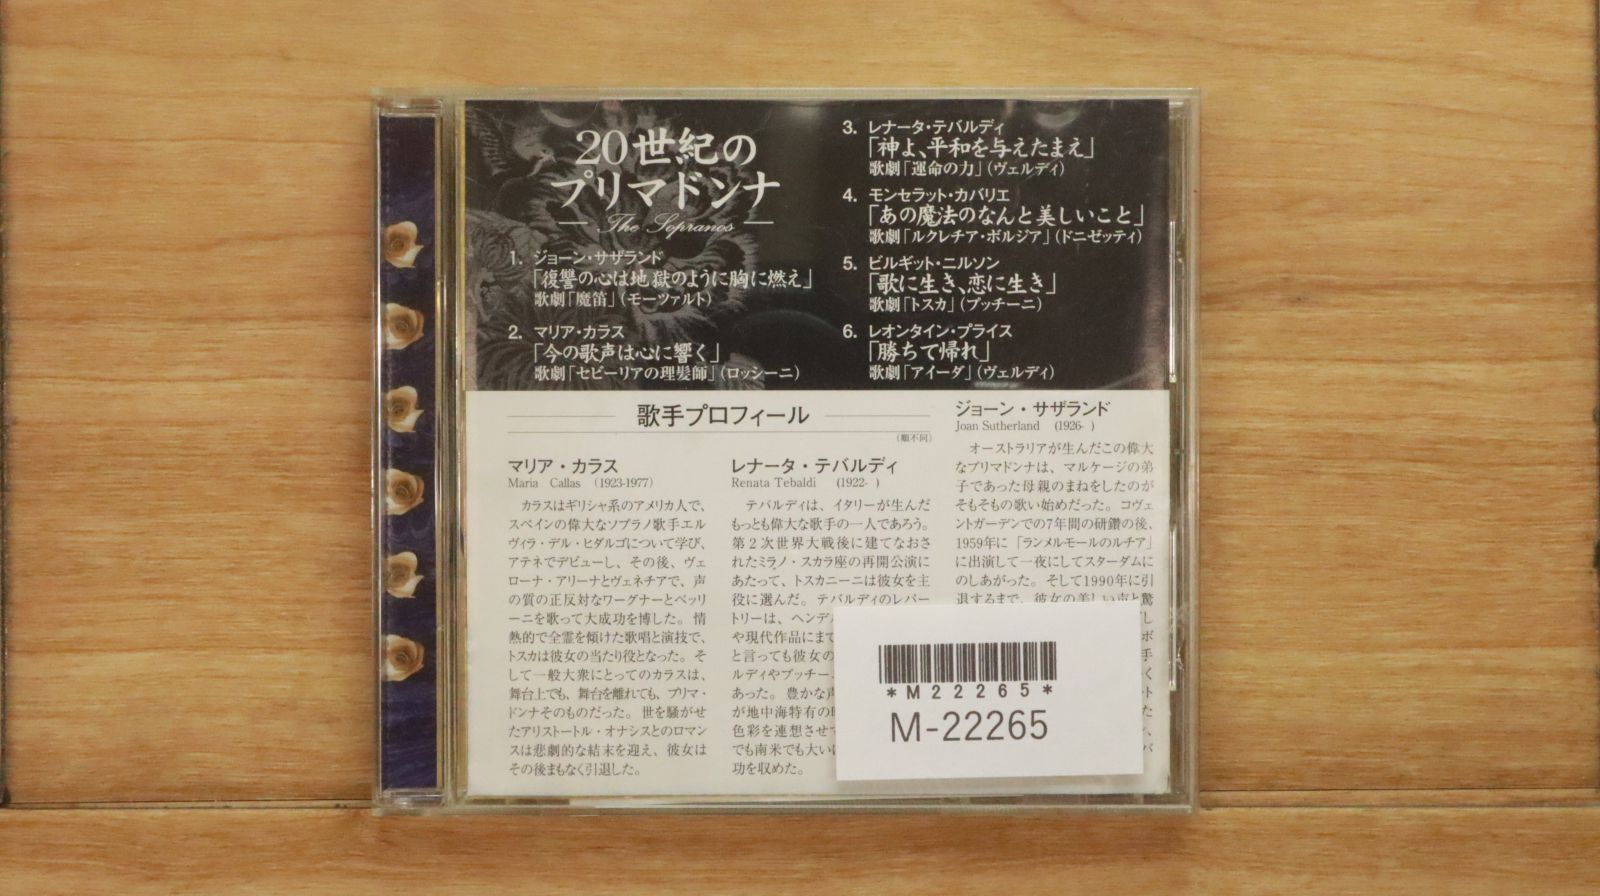 20世紀の
プリマドンナ
The Sopranos
1. ジョーン・サザランド
「復讐の心は地獄のように胸に燃え」
歌劇「魔笛」(モーツァルト)
2. マリア・カラス
「今の歌声は心に響く」
歌劇「セビーリアの理髪師」(ロッシーニ)
3. レナータ・テバルディ
「神よ、平和を与えたまえ」
歌劇「運命の力」(ヴェルディ)
4. モンセラット・カバリエ
「あの魔法のなんと美しいこと」
歌劇「ルクレチア・ボルジア」(ドニゼッティ)
5. ビルギット・ニルソン
「歌に生き、恋に生き」
歌劇「トスカ」(プッチーニ)
6. レオンタイン・プライス
「勝ちて帰れ」
歌劇「アイーダ」(ヴェルディ)
歌手プロフィール
(順不同)
マリア・カラス
Maria Callas (1923-1977)
カラスはギリシャ系のアメリカ人で、
スペインの偉大なソプラノ歌手エル
ヴィラ・デル・ヒダルゴについて学び、
アテネでデビューし、その後、ヴェ
ローナ・アリーナとヴェネチアで、声
の質の正反対なワーグナーとベッリ
ーニを歌って大成功を博した。情
熱的で全霊を傾けた歌唱と演技で、
トスカは彼女の当たり役となった。そ
して一般大衆にとってのカラスは、
舞台上でも、舞台を離れても、プリマ・
ドンナそのものだった。世を騒がせ
たアリストートル・オナシスとのロマン
スは悲劇的な結末を迎え、彼女は
その後まもなく引退した。
レナータ・テバルディ
Renata Tebaldi (1922- )
テバルディは、イタリーが生んだ
もっとも偉大な歌手の一人であろう。
第2次世界大戦後に建てなおさ
れたミラノ・スカラ座の再開公演に
あたって、トスカニーニは彼女を主
役に選んだ。テバルディのレパー
トリーは、ヘンデ
や現代作品にまで
と言っても彼女の
ルディやプッチーニ
あった。豊かな声
が地中海特有の
色彩を連想させ
でも南米でも大い
功を収めた。
ジョーン・サザランド
Joan Sutherland (1926- )
オーストラリアが生んだこの偉大
なプリマドンナは、マルケージの弟
子であった母親のまねをしたのが
そもそもの歌い始めだった。コヴェ
ントガーデンでの7年間の研鑽の後、
1959年に「ランメルモールのルチア」
に出演して一夜にしてスターダムに
のしあがった。そして1990年に引
退するまで、彼女の美しい声と驚
し
ボ
手
く
ト
た
、
バ
*M22265*
M-22265